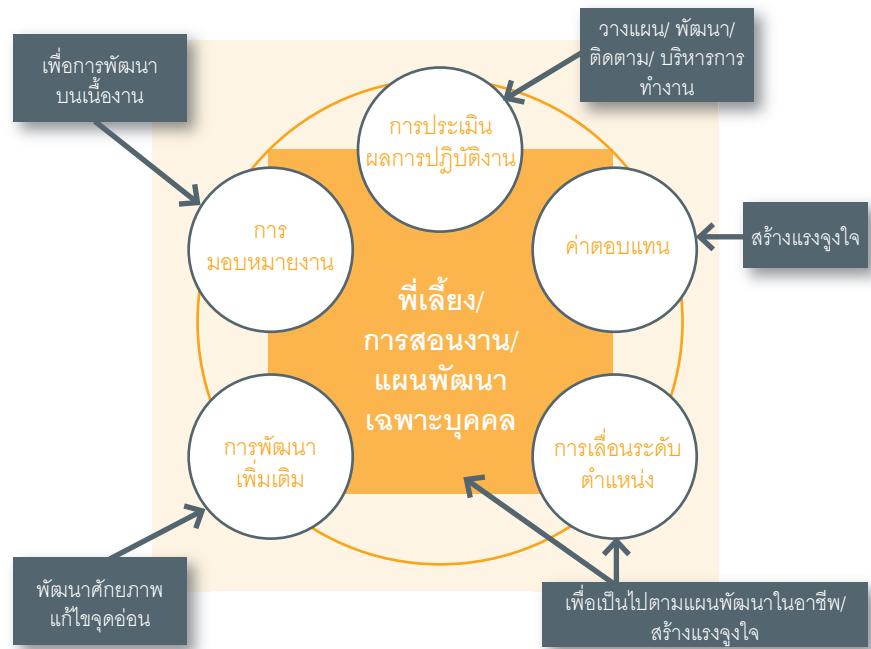 วางแผน/ พัฒนา/
ติดตาม/ บริหารการ
ทำงาน
เพื่อการพัฒนา
บนเนื้องาน
การประเมิน
ผลการปฎิบัติงาน
การ
มอบหมายงาน
ค่าตอบแทน
สร้างแรงจูงใจ
พี่เลี้ยง/
การสอนงาน/
แผนพัฒนา
เฉพาะบุคคล
การพัฒนา
เพิ่มเติม
การเลื่อนระดับ
ตำแหน่ง
พัฒนาศักยภาพ
แก้ไขจุดอ่อน
เพื่อเป็นไปตามแผนพัฒนาในอาชีพ/
สร้างแรงจูงใจ